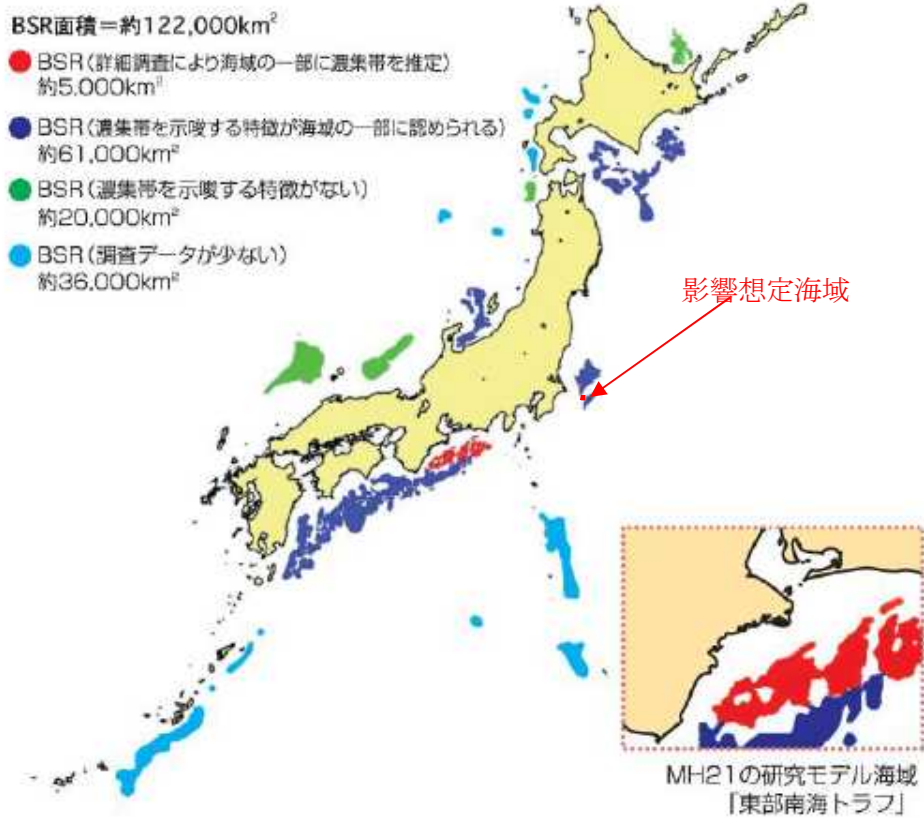 BSR面積＝約122,000km²
BSR（詳細調査により海域の一部に濃集帯を推定）
約5,000km²
BSR（濃集帯を示唆する特徴が海域の一部に認められる）
約61,000km²
BSR（濃集帯を示唆する特徴がない）
約20,000km²
BSR（調査データが少ない）
約36,000km²
影響想定海域
MH21の研究モデル海域
『東部南海トラフ』